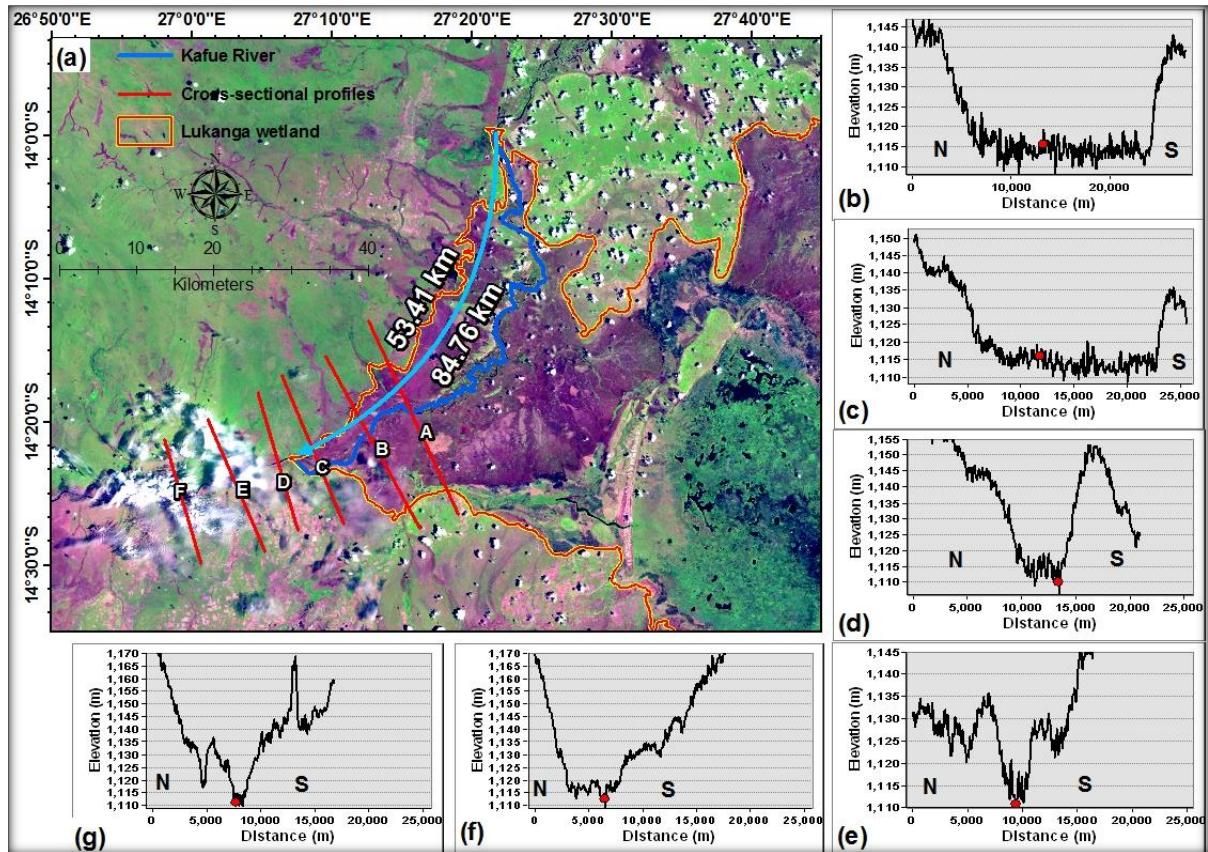 26°50'0"E 27°0'0"E 27°10'0"E 27°20'0"E 27°30'0"E 27°40'0"E
(a)
Kafue River
Cross-sectional profiles
Lukanga wetland
N
W E
S
0 10 20 40
Kilometers
14°0'0"S
14°10'0"S
14°20'0"S
14°30'0"S
53.41 km
84.76 km
A
B
C
D
E
F
1,145
1,140
1,135
1,130
1,125
1,120
1,115
1,110
Elevation (m)
N S
0 10,000 20,000
Distance (m)
(b)
1,150
1,145
1,140
1,135
1,130
1,125
1,120
1,115
1,110
Elevation (m)
N S
0 5,000 10,000 15,000 20,000 25,000
Distance (m)
(c)
1,155
1,150
1,145
1,140
1,135
1,130
1,125
1,120
1,115
1,110
Elevation (m)
N S
0 5,000 10,000 15,000 20,000 25,000
Distance (m)
(d)
1,145
1,140
1,135
1,130
1,125
1,120
1,115
1,110
Elevation (m)
N S
0 5,000 10,000 15,000 20,000 25,000
Distance (m)
(e)
1,170
1,165
1,160
1,155
1,150
1,145
1,140
1,135
1,130
1,125
1,120
1,115
1,110
Elevation (m)
N S
0 5,000 10,000 15,000 20,000 25,000
Distance (m)
(f)
1,170
1,165
1,160
1,155
1,150
1,145
1,140
1,135
1,130
1,125
1,120
1,115
1,110
Elevation (m)
N S
0 5,000 10,000 15,000 20,000 25,000
Distance (m)
(g)